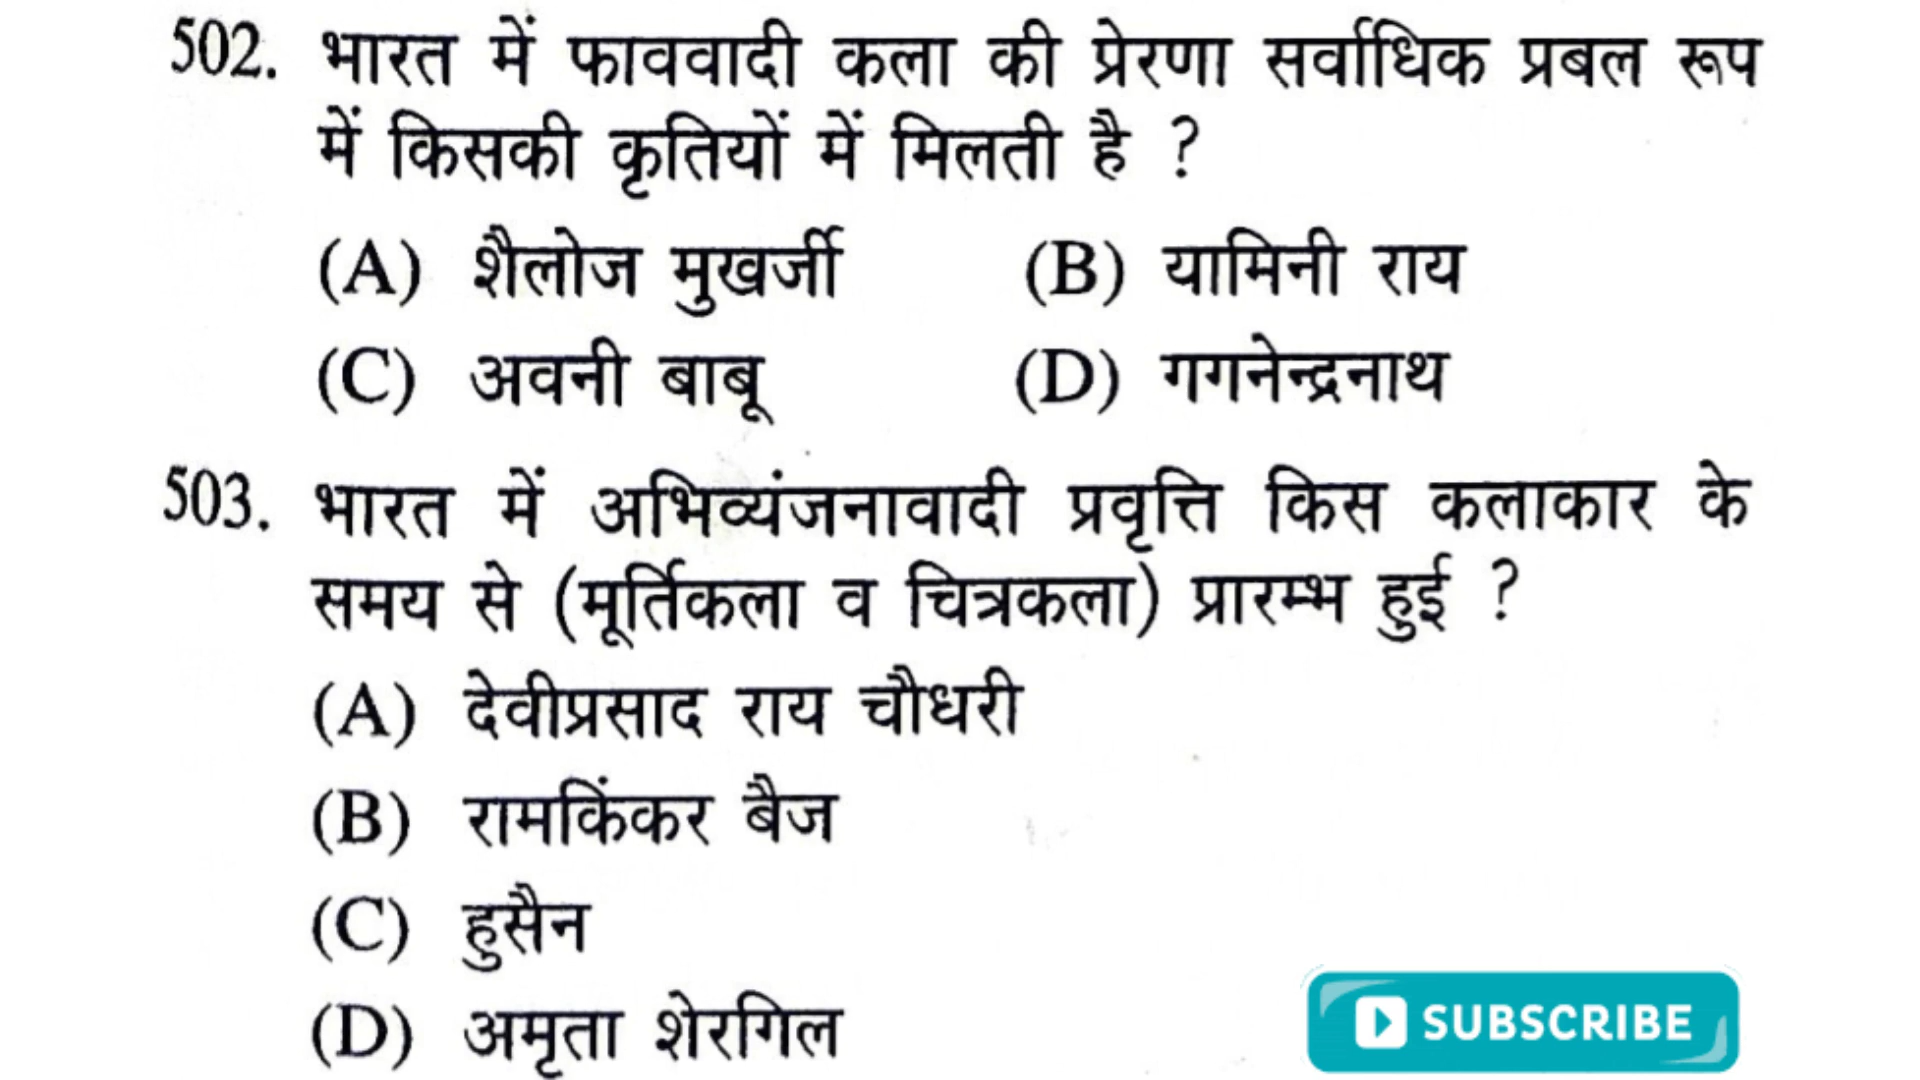 502. भारत में फाववादी कला की प्रेरणा सर्वाधिक प्रबल रूप
में किसकी कृतियों में मिलती है ?
(A) शैलोज मुखर्जी (B) यामिनी राय
(C) अवनी बाबू (D) गगनेन्द्रनाथ
503. भारत में अभिव्यंजनावादी प्रवृत्ति किस कलाकार के
समय से (मूर्तिकला व चित्रकला) प्रारम्भ हुई ?
(A) देवीप्रसाद राय चौधरी
(B) रामकिंकर बैज
(C) हुसैन
(D) अमृता शेरगिल
SUBSCRIBE